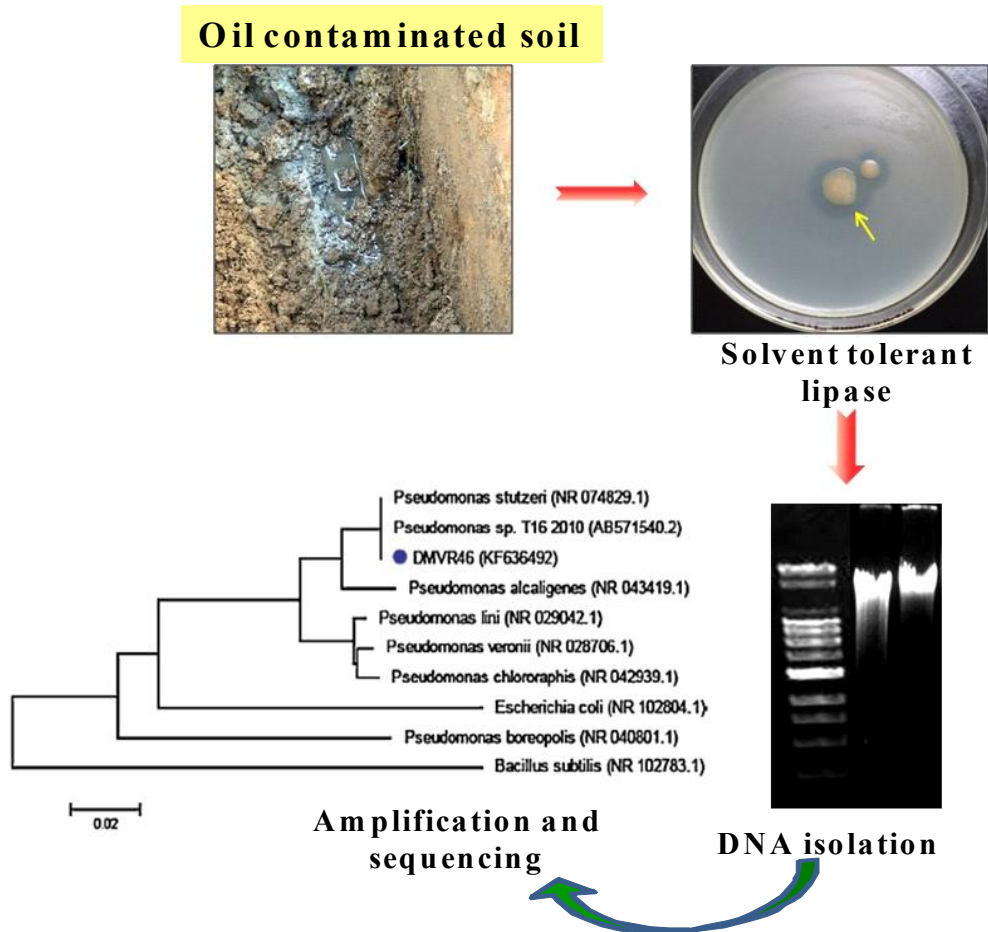 Oil contaminated soil
Solvent tolerant
lipase
Pseudomonas stutzeri (NR 074829.1)
Pseudomonas sp. T16 2010 (AB571540.2)
DMVR46 (KF636492)
Pseudomonas alcaligenes (NR 043419.1)
Pseudomonas lini (NR 029042.1)
Pseudomonas veronii (NR 028706.1)
Pseudomonas chlororaphis (NR 042939.1)
Escherichia coli (NR 102804.1)
Pseudomonas boreopolis (NR 040801.1)
Bacillus subtilis (NR 102783.1)
0.02
Amplification and
sequencing
DNA isolation